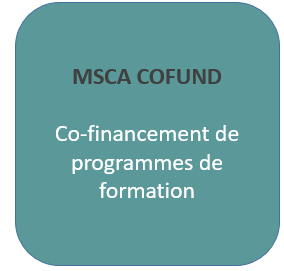 MSCA COFUND
Co-financement de
programmes de
formation